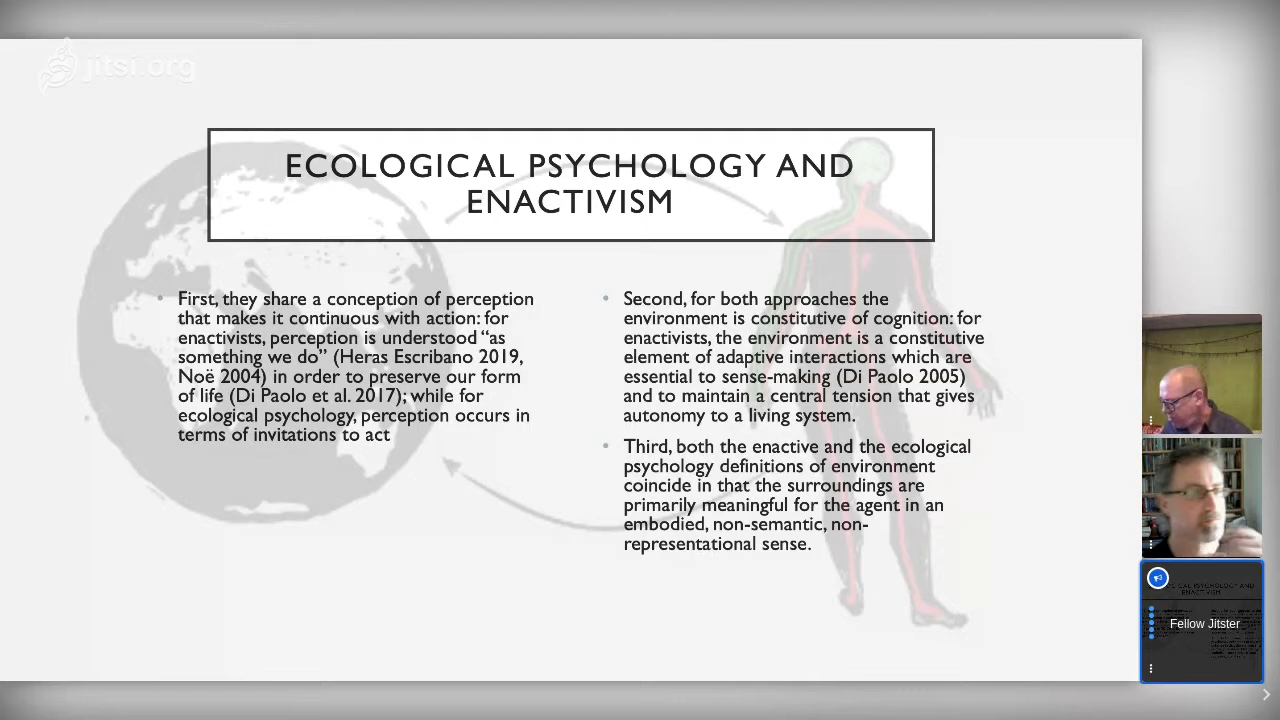 jitsi.org
ECOLOGICAL PSYCHOLOGY AND
ENACTIVISM
First, they share a conception of perception
that makes it continuous with action: for
enactivists, perception is understood “as
something we do” (Heras Escribano 2019,
Noë 2004) in order to preserve our form
of life (Di Paolo et al. 2017); while for
ecological psychology, perception occurs in
terms of invitations to act
Second, for both approaches the
environment is constitutive of cognition: for
enactivists, the environment is a constitutive
element of adaptive interactions which are
essential to sense-making (Di Paolo 2005)
and to maintain a central tension that gives
autonomy to a living system.
Third, both the enactive and the ecological
psychology definitions of environment
coincide in that the surroundings are
primarily meaningful for the agent in an
embodied, non-semantic, non-
representational sense.
Fellow Jitster